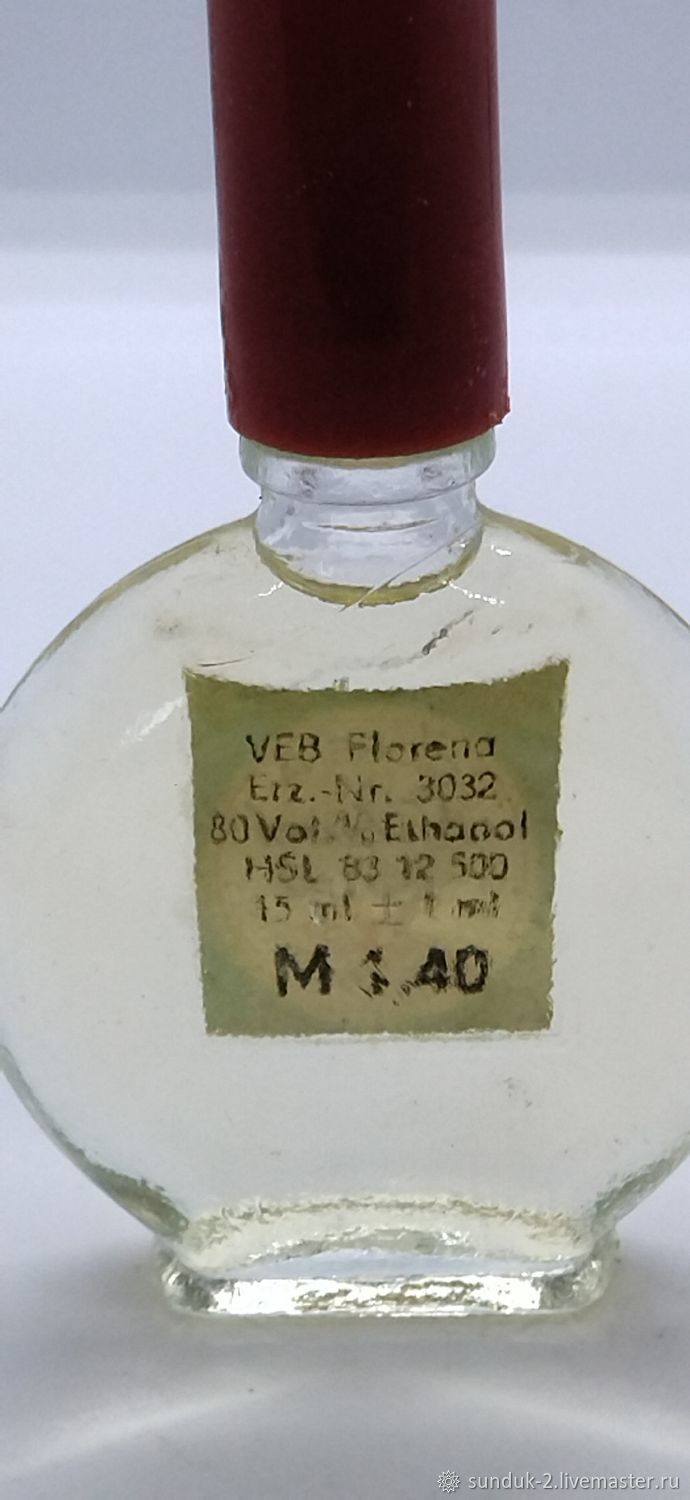 VEB Florena
Erz.-Nr. 3032
80 Vol.% Ethanol
HSL 83 12 500
15 ml ± 1 ml
M 1,40
sunduk-2.livemaster.ru